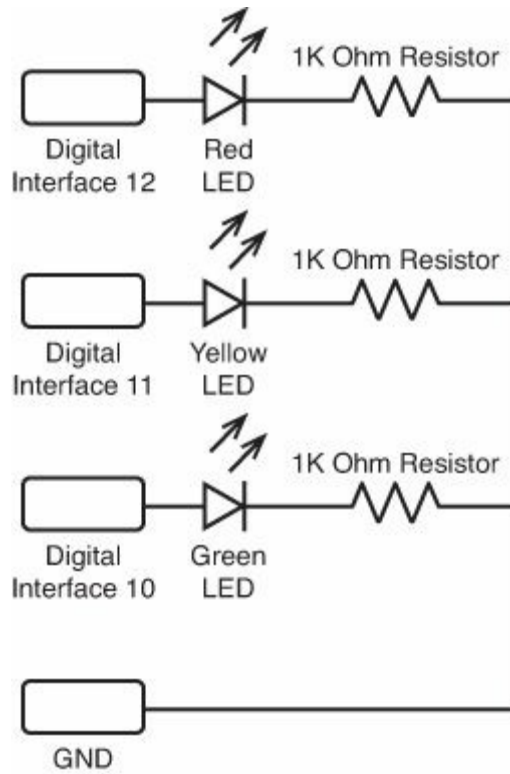 1K Ohm Resistor
Digital
Interface 12
Red
LED
1K Ohm Resistor
Digital
Interface 11
Yellow
LED
1K Ohm Resistor
Digital
Interface 10
Green
LED
GND